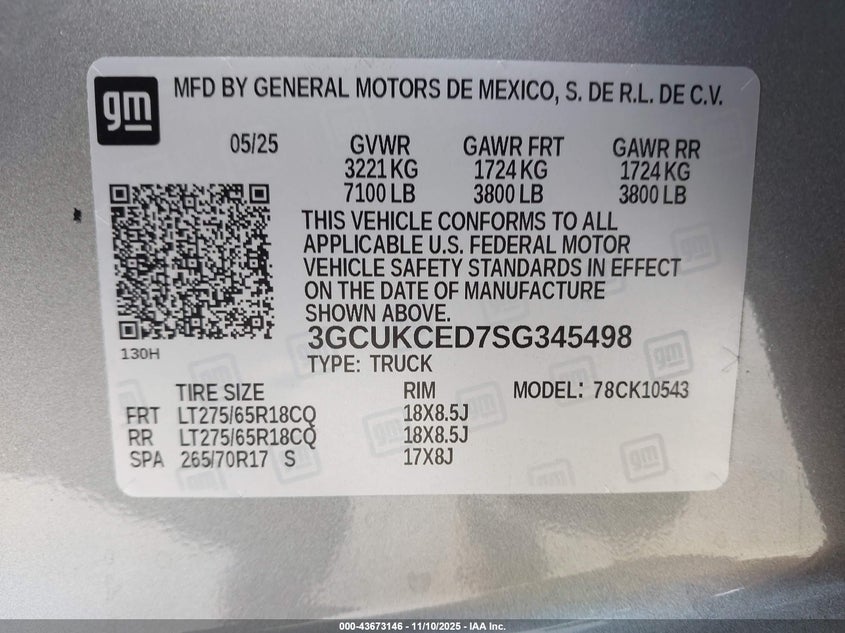 gm
MFD BY GENERAL MOTORS DE MEXICO, S. DE R.L. DE C.V.
05/25 GVWR GAWR FRT GAWR RR
3221 KG 1724 KG 1724 KG
7100 LB 3800 LB 3800 LB
THIS VEHICLE CONFORMS TO ALL
APPLICABLE U.S. FEDERAL MOTOR
VEHICLE SAFETY STANDARDS IN EFFECT
ON THE DATE OF MANUFACTURE
SHOWN ABOVE.
3GCUKCED7SG345498
130H
TYPE: TRUCK
TIRE SIZE RIM MODEL: 78CK10543
FRT LT275/65R18CQ 18X8.5J
RR LT275/65R18CQ 18X8.5J
SPA 265/70R17 S 17X8J
000-43673146 - 11/10/2025 - IAA Inc.